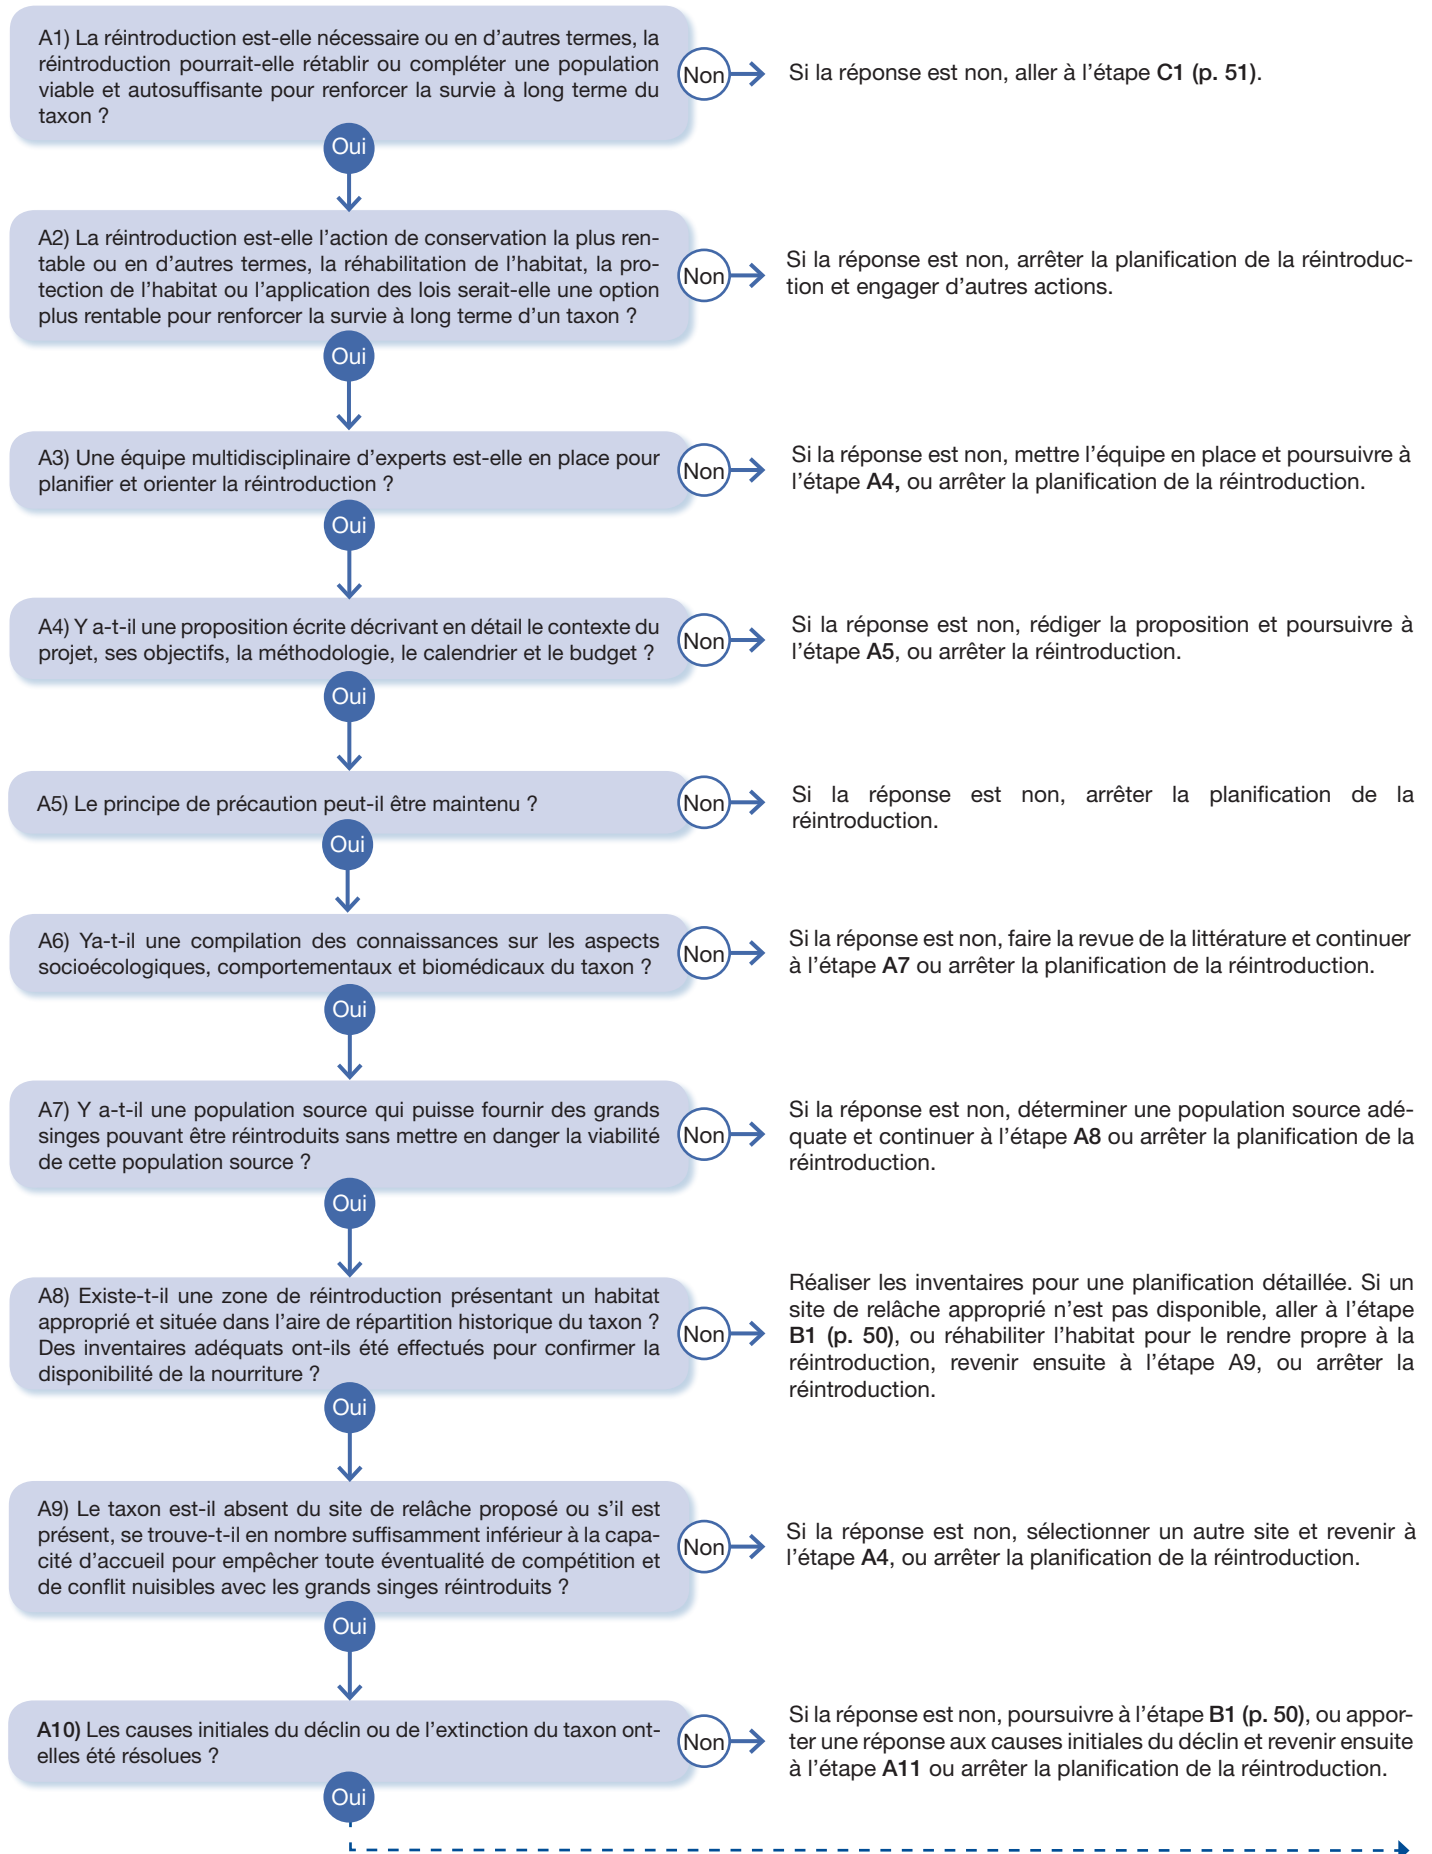 A1) La réintroduction est-elle nécessaire ou en d'autres termes, la
réintroduction pourrait-elle rétablir ou compléter une population
viable et autosuffisante pour renforcer la survie à long terme du
taxon ?
Non
Si la réponse est non, aller à l'étape C1 (p. 51).
Oui
A2) La réintroduction est-elle l'action de conservation la plus ren-
table ou en d'autres termes, la réhabilitation de l'habitat, la pro-
tection de l'habitat ou l'application des lois serait-elle une option
plus rentable pour renforcer la survie à long terme d'un taxon ?
Non
Si la réponse est non, arrêter la planification de la réintroduc-
tion et engager d'autres actions.
Oui
A3) Une équipe multidisciplinaire d'experts est-elle en place pour
planifier et orienter la réintroduction ?
Non
Si la réponse est non, mettre l'équipe en place et poursuivre à
l'étape A4, ou arrêter la planification de la réintroduction.
Oui
A4) Y a-t-il une proposition écrite décrivant en détail le contexte du
projet, ses objectifs, la méthodologie, le calendrier et le budget ?
Non
Si la réponse est non, rédiger la proposition et poursuivre à
l'étape A5, ou arrêter la réintroduction.
Oui
A5) Le principe de précaution peut-il être maintenu ?
Non
Si la réponse est non, arrêter la planification de la
réintroduction.
Oui
A6) Ya-t-il une compilation des connaissances sur les aspects
socioécologiques, comportementaux et biomédicaux du taxon ?
Non
Si la réponse est non, faire la revue de la littérature et continuer
à l'étape A7 ou arrêter la planification de la réintroduction.
Oui
A7) Y a-t-il une population source qui puisse fournir des grands
singes pouvant être réintroduits sans mettre en danger la viabilité
de cette population source ?
Non
Si la réponse est non, déterminer une population source adé-
quate et continuer à l'étape A8 ou arrêter la planification de la
réintroduction.
Oui
A8) Existe-t-il une zone de réintroduction présentant un habitat
approprié et située dans l'aire de répartition historique du taxon ?
Des inventaires adéquats ont-ils été effectués pour confirmer la
disponibilité de la nourriture ?
Non
Réaliser les inventaires pour une planification détaillée. Si un
site de relâche approprié n'est pas disponible, aller à l'étape
B1 (p. 50), ou réhabiliter l'habitat pour le rendre propre à la
réintroduction, revenir ensuite à l'étape A9, ou arrêter la
réintroduction.
Oui
A9) Le taxon est-il absent du site de relâche proposé ou s'il est
présent, se trouve-t-il en nombre suffisamment inférieur à la capa-
cité d'accueil pour empêcher toute éventualité de compétition et
de conflit nuisibles avec les grands singes réintroduits ?
Non
Si la réponse est non, sélectionner un autre site et revenir à
l'étape A4, ou arrêter la planification de la réintroduction.
Oui
A10) Les causes initiales du déclin ou de l'extinction du taxon ont-
elles été résolues ?
Non
Si la réponse est non, poursuivre à l'étape B1 (p. 50), ou appor-
ter une réponse aux causes initiales du déclin et revenir ensuite
à l'étape A11 ou arrêter la planification de la réintroduction.
Oui